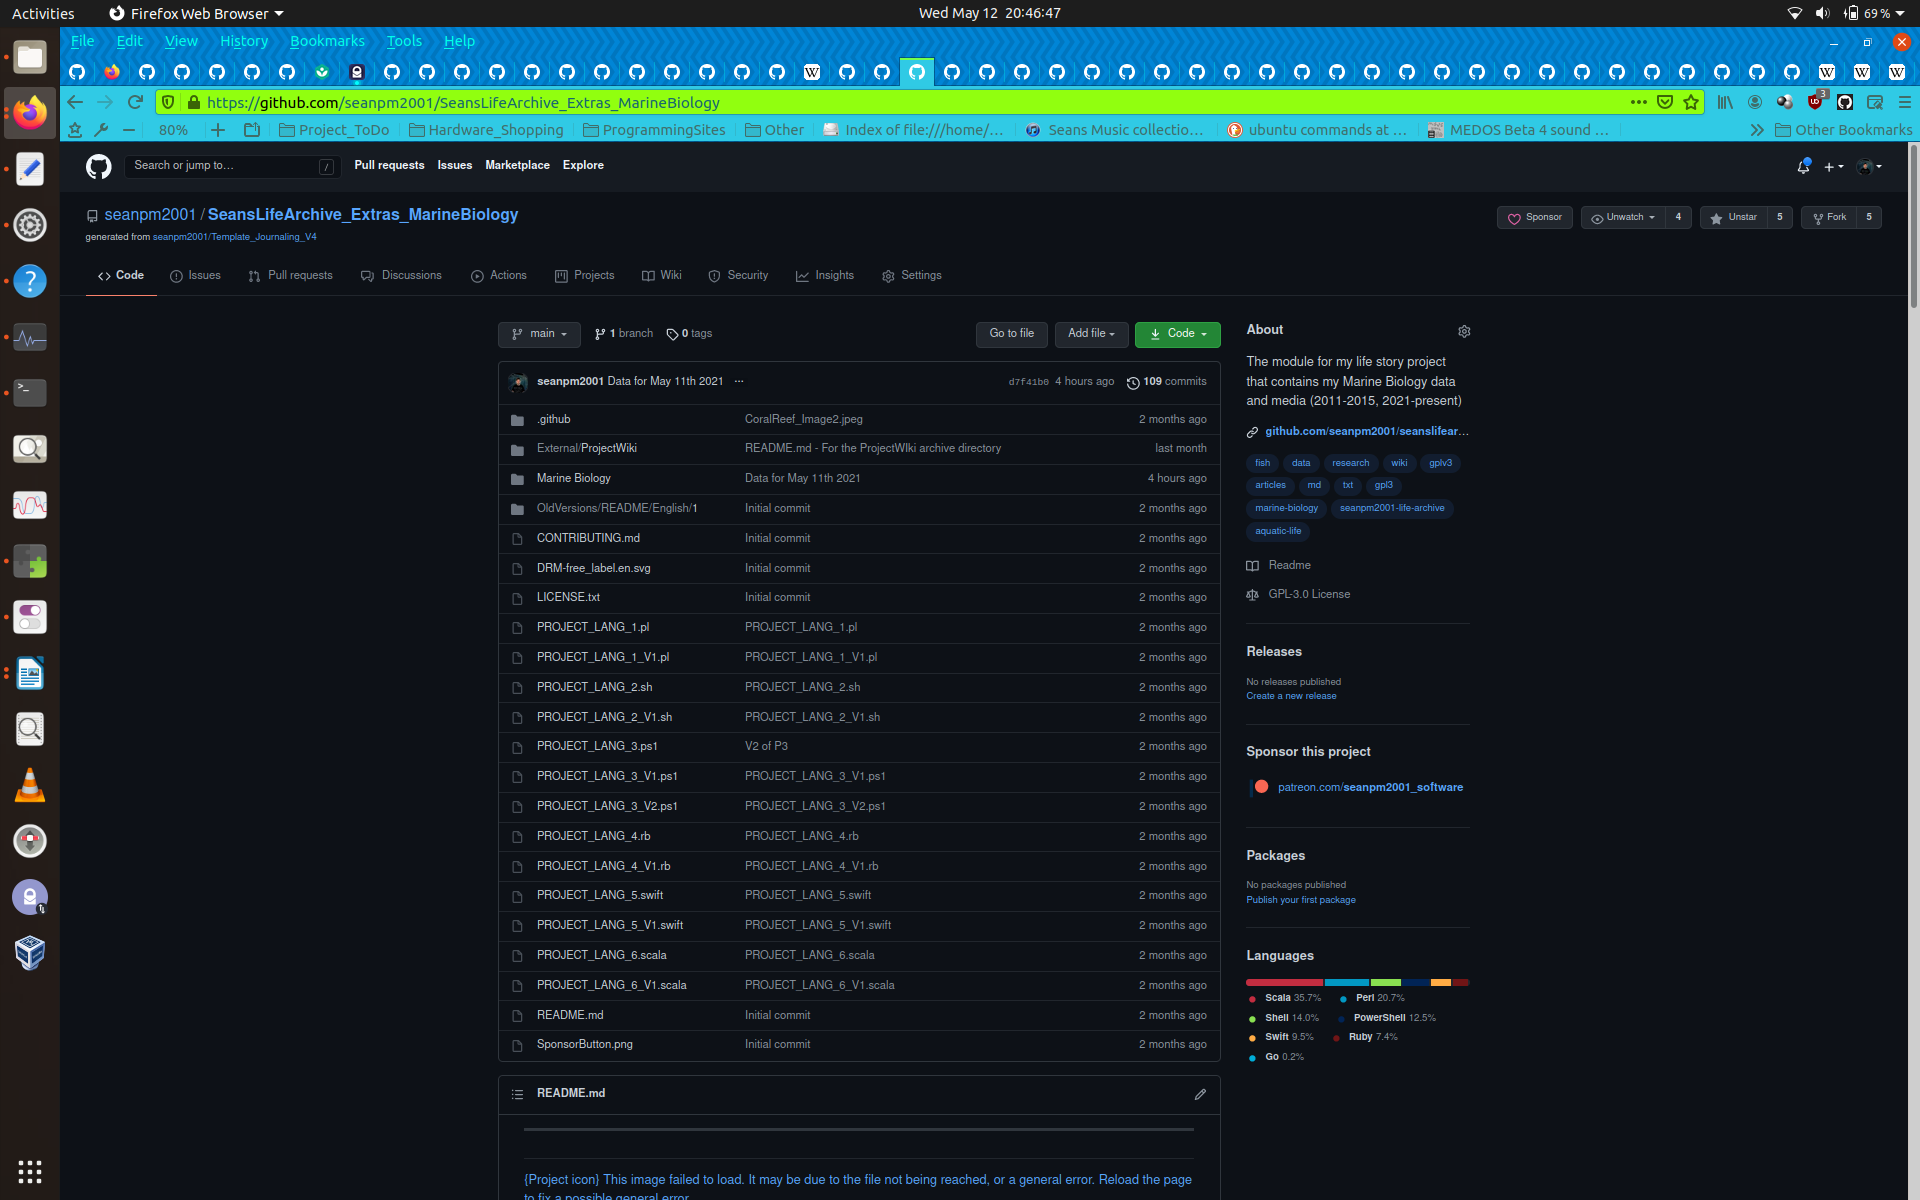 Activities Firefox Web Browser Wed May 12 20:46:47 69 %
File Edit View History Bookmarks Tools Help
https://github.com/seanpm2001/SeansLifeArchive_Extras_MarineBiology 3
80% Project_ToDo Hardware_Shopping ProgrammingSites Other Index of file:///home/... Seans Music collectio... ubuntu commands at ... MEDOS Beta 4 sound ... Other Bookmarks
Search or jump to... / Pull requests Issues Marketplace Explore
seanpm2001 / SeansLifeArchive_Extras_MarineBiology Sponsor Unwatch 4 Unstar 5 Fork 5
generated from seanpm2001/Template_Journaling_V4
Code Issues Pull requests Discussions Actions Projects Wiki Security Insights Settings
main 1 branch 0 tags Go to file Add file Code
seanpm2001 Data for May 11th 2021 ... d7f41b0 4 hours ago 109 commits
.github CoralReef_Image2.jpeg 2 months ago
External/ProjectWiki README.md - For the ProjectWIki archive directory last month
Marine Biology Data for May 11th 2021 4 hours ago
OldVersions/README/English/1 Initial commit 2 months ago
CONTRIBUTING.md Initial commit 2 months ago
DRM-free_label.en.svg Initial commit 2 months ago
LICENSE.txt Initial commit 2 months ago
PROJECT_LANG_1.pl PROJECT_LANG_1.pl 2 months ago
PROJECT_LANG_1_V1.pl PROJECT_LANG_1_V1.pl 2 months ago
PROJECT_LANG_2.sh PROJECT_LANG_2.sh 2 months ago
PROJECT_LANG_2_V1.sh PROJECT_LANG_2_V1.sh 2 months ago
PROJECT_LANG_3.ps1 V2 of P3 2 months ago
PROJECT_LANG_3_V1.ps1 PROJECT_LANG_3_V1.ps1 2 months ago
PROJECT_LANG_3_V2.ps1 PROJECT_LANG_3_V2.ps1 2 months ago
PROJECT_LANG_4.rb PROJECT_LANG_4.rb 2 months ago
PROJECT_LANG_4_V1.rb PROJECT_LANG_4_V1.rb 2 months ago
PROJECT_LANG_5.swift PROJECT_LANG_5.swift 2 months ago
PROJECT_LANG_5_V1.swift PROJECT_LANG_5_V1.swift 2 months ago
PROJECT_LANG_6.scala PROJECT_LANG_6.scala 2 months ago
PROJECT_LANG_6_V1.scala PROJECT_LANG_6_V1.scala 2 months ago
README.md Initial commit 2 months ago
SponsorButton.png Initial commit 2 months ago
README.md
{Project icon} This image failed to load. It may be due to the file not being reached, or a general error. Reload the page
to fix a possible general error.
About
The module for my life story project
that contains my Marine Biology data
and media (2011-2015, 2021-present)
github.com/seanpm2001/seanslifear...
fish data research wiki gplv3
articles md txt gpl3
marine-biology seanpm2001-life-archive
aquatic-life
Readme
GPL-3.0 License
Releases
No releases published
Create a new release
Sponsor this project
patreon.com/seanpm2001_software
Packages
No packages published
Publish your first package
Languages
Scala 35.7% Perl 20.7%
Shell 14.0% PowerShell 12.5%
Swift 9.5% Ruby 7.4%
Go 0.2%